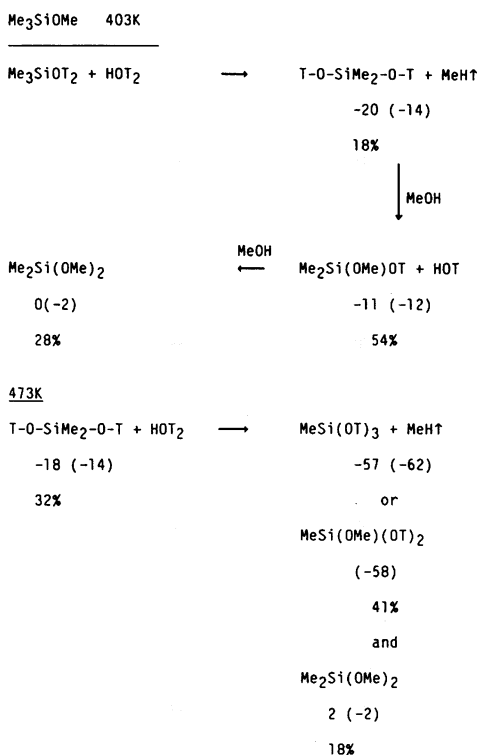 Me3SiOMe 403K
Me3SiOT2 + HOT2 → T-O-SiMe2-O-T + MeH↑
-20 (-14)
18%
MeOH
MeOH
Me2Si(OMe)2 ← Me2Si(OMe)OT + HOT
0(-2) -11 (-12)
28% 54%
473K
T-O-SiMe2-O-T + HOT2 → MeSi(OT)3 + MeH↑
-18 (-14) -57 (-62)
32% or
MeSi(OMe)(OT)2
(-58)
41%
and
Me2Si(OMe)2
2 (-2)
18%